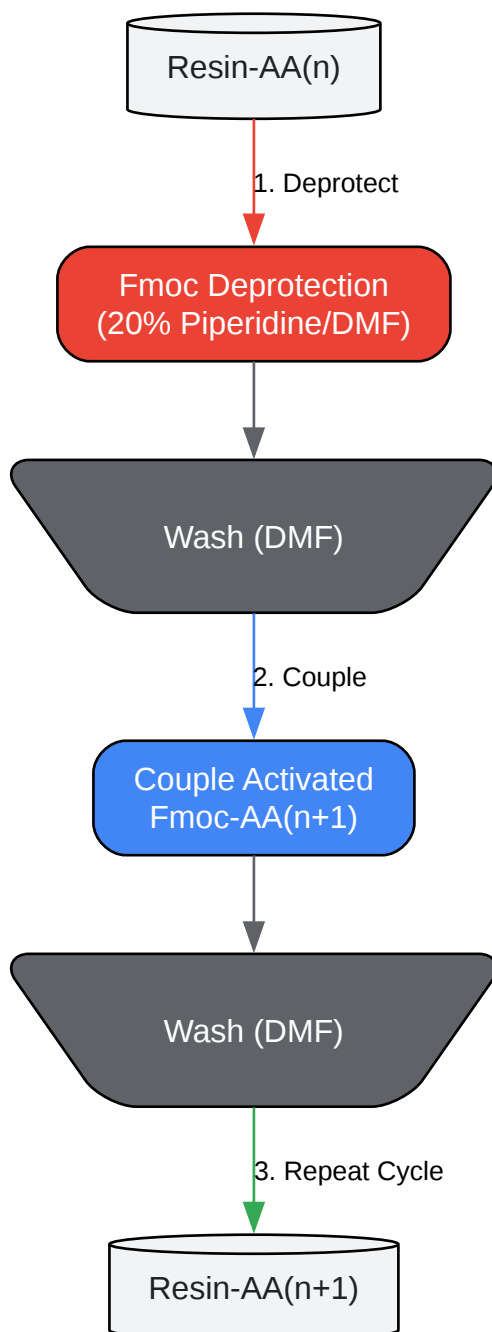 Resin-AA(n)
1. Deprotect
Fmoc Deprotection
(20% Piperidine/DMF)
Wash (DMF)
2. Couple
Couple Activated
Fmoc-AA(n+1)
Wash (DMF)
3. Repeat Cycle
Resin-AA(n+1)